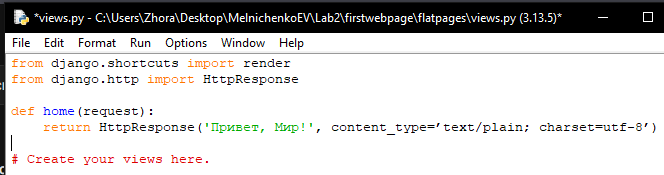 *views.py - C:\Users\Zhora\Desktop\MelnichenkoEV\Lab2\firstwebpage\flatpages\views.py (3.13.5)*
File Edit Format Run Options Window Help
from django.shortcuts import render
from django.http import HttpResponse
def home(request):
return HttpResponse('Привет, Мир!', content_type=’text/plain; charset=utf-8’)
# Create your views here.